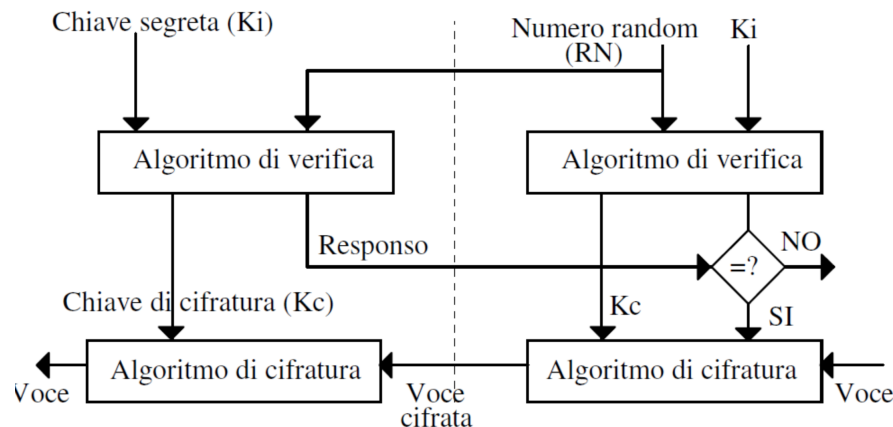 Chiave segreta (Ki)
Numero random
(RN)
Ki
Algoritmo di verifica
Algoritmo di verifica
Responso
=?
NO
Chiave di cifratura (Kc)
Kc
SI
Algoritmo di cifratura
Algoritmo di cifratura
Voce
Voce
cifrata
Voce